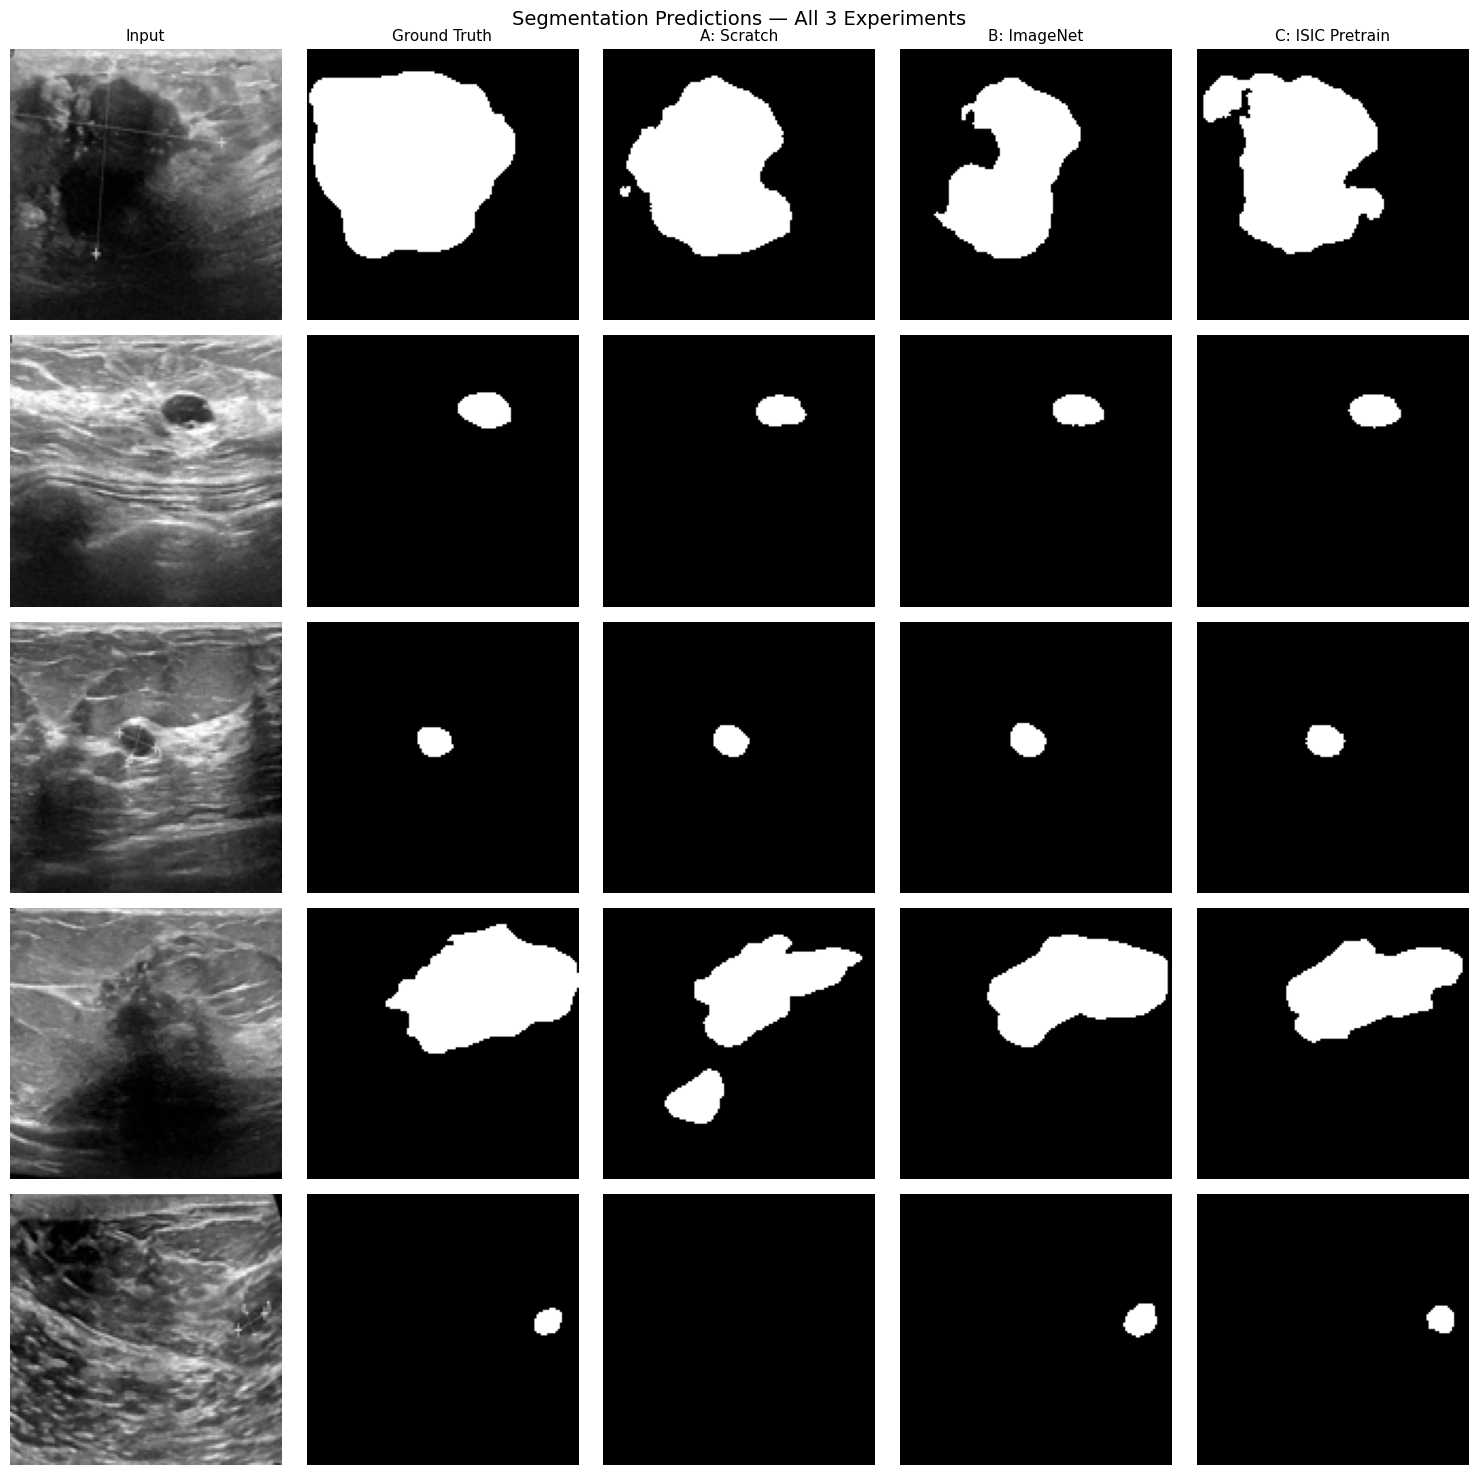 Segmentation Predictions — All 3 Experiments
Input
Ground Truth
A: Scratch
B: ImageNet
C: ISIC Pretrain